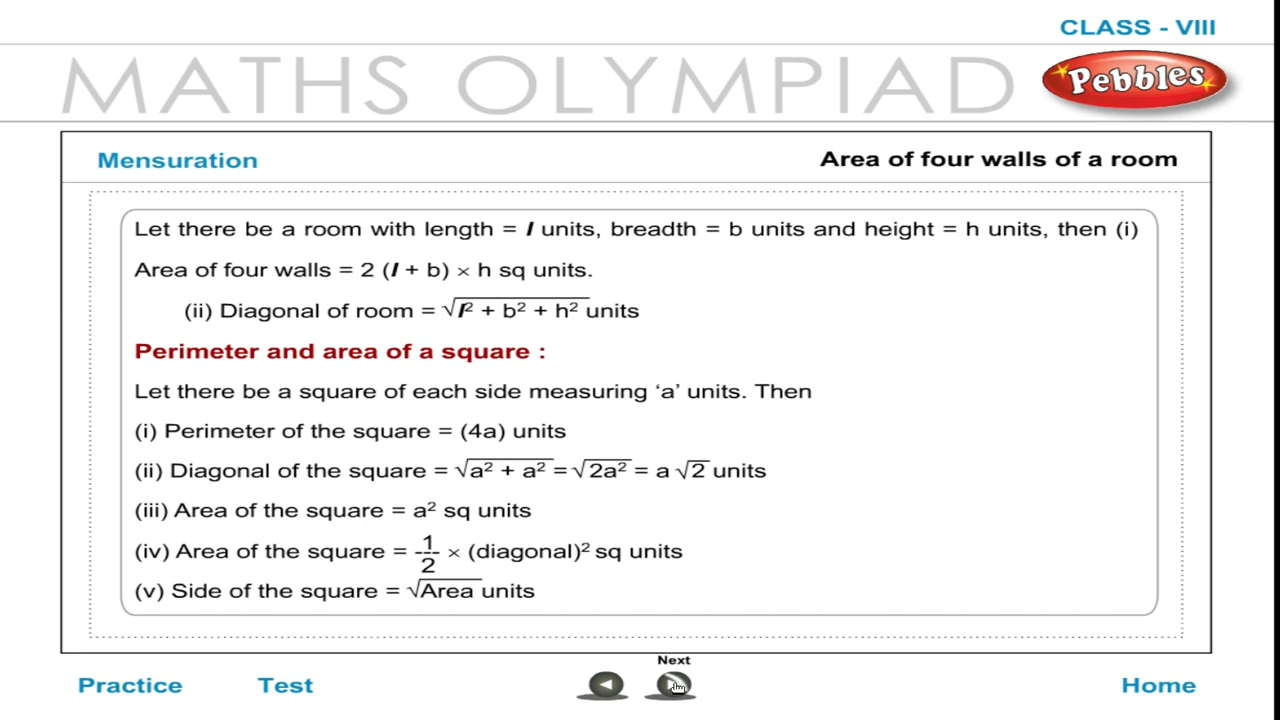 CLASS - VIII
MATHS OLYMPIAD
Pebbles
Mensuration
Area of four walls of a room
Let there be a room with length = l units, breadth = b units and height = h units, then (i)
Area of four walls = 2 (l + b) × h sq units.
(ii) Diagonal of room = √(l² + b² + h²) units
Perimeter and area of a square :
Let there be a square of each side measuring ‘a’ units. Then
(i) Perimeter of the square = (4a) units
(ii) Diagonal of the square = √(a² + a²) = √(2a²) = a √2 units
(iii) Area of the square = a² sq units
(iv) Area of the square = 1/2 × (diagonal)² sq units
(v) Side of the square = √Area units
Next
Practice
Test
Home